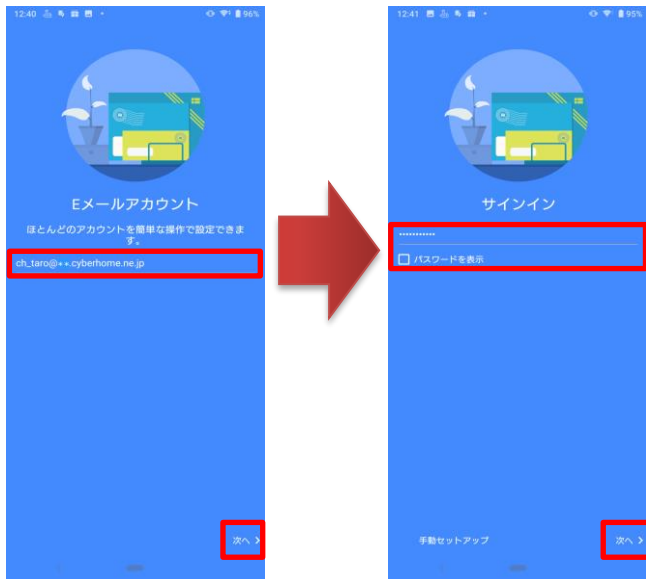 12:40
96%
Eメールアカウント
ほとんどのアカウントを簡単な操作で設定できま
す。
ch_taro@**.cyberhome.ne.jp
次へ
12:41
95%
サインイン
···········
パスワードを表示
手動セットアップ
次へ